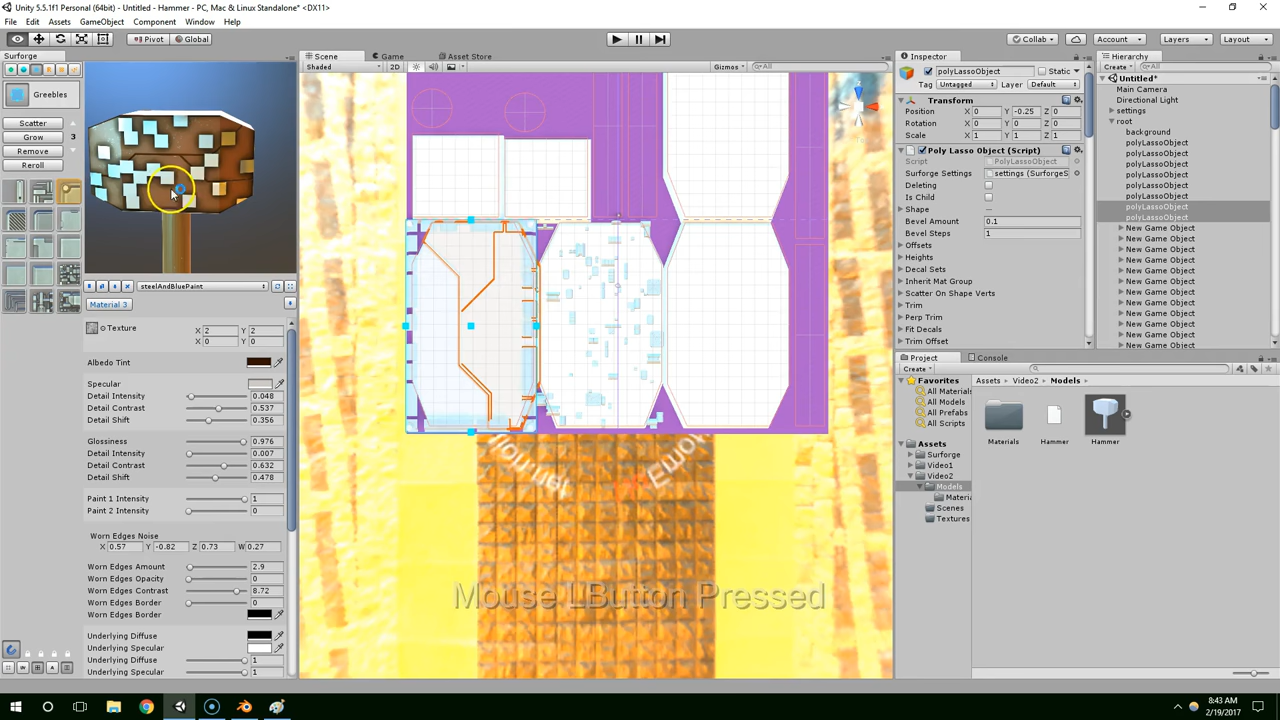 Unity 5.5.1f1 Personal (64bit) - Untitled - Hammer - PC, Mac & Linux Standalone* <DX11>
File Edit Assets GameObject Component Window Help
Pivot Global Collab Account Layers Layout
Surforge Scene Game Asset Store Inspector Hierarchy
Shaded 2D Gizmos All Create All
Greebles
Scatter
Grow 3
Remove
Reroll
steelAndBluePaint
Material 3
Texture X 2 Y 2
X 0 Y 0
Albedo Tint
Specular
Detail Intensity 0.048
Detail Contrast 0.537
Detail Shift 0.356
Glossiness 0.976
Detail Intensity 0.007
Detail Contrast 0.632
Detail Shift 0.478
Paint 1 Intensity 1
Paint 2 Intensity 0
Worn Edges Noise
X 0.57 Y -0.82 Z 0.73 W 0.27
Worn Edges Amount 2.9
Worn Edges Opacity 0
Worn Edges Contrast 8.72
Worn Edges Border 0
Worn Edges Border
Underlying Diffuse
Underlying Specular
Underlying Diffuse 1
Underlying Specular 1
Mouse LButton Pressed
polyLassoObject Static
Tag Untagged Layer Default
Transform
Position X 0 Y -0.25 Z 0
Rotation X 0 Y 0 Z 0
Scale X 1 Y 1 Z 1
Poly Lasso Object (Script)
Script PolyLassoObject
Surforge Settings settings (SurforgeS
Deleting
Is Child
Shape
Bevel Amount 0.1
Bevel Steps 1
Offsets
Heights
Decal Sets
Inherit Mat Group
Scatter On Shape Verts
Trim
Perp Trim
Fit Decals
Trim Offset
Untitled*
Main Camera
Directional Light
settings
root
background
polyLassoObject
polyLassoObject
polyLassoObject
polyLassoObject
polyLassoObject
polyLassoObject
polyLassoObject
polyLassoObject
New Game Object
New Game Object
New Game Object
New Game Object
New Game Object
New Game Object
New Game Object
New Game Object
New Game Object
New Game Object
New Game Object
New Game Object
Project Console
Create
Favorites
All Materials
All Models
All Prefabs
All Scripts
Assets
Surforge
Video1
Video2
Models
Materi
Scenes
Textures
Assets Video2 Models
Materials Hammer Hammer
8:43 AM
2/19/2017